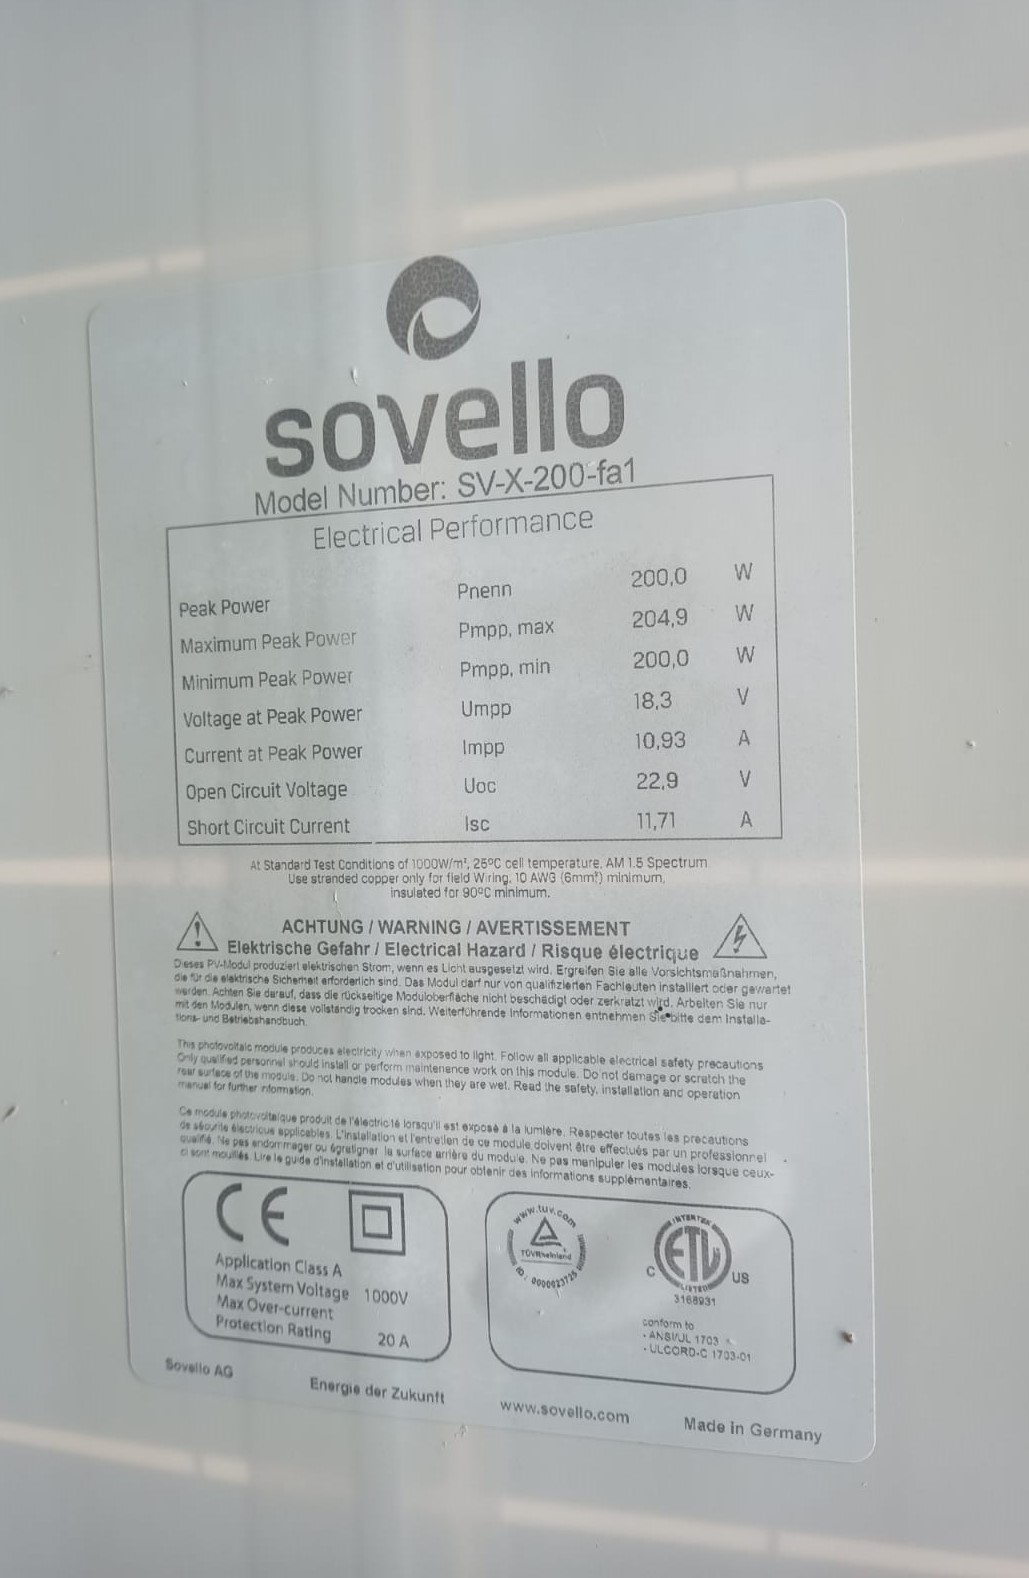 sovello
Model Number: SV-X-200-fa1
Electrical Performance
Peak Power Pnenn 200,0 W
Maximum Peak Power Pmpp, max 204,9 W
Minimum Peak Power Pmpp, min 200,0 W
Voltage at Peak Power Umpp 18,3 V
Current at Peak Power Impp 10,93 A
Open Circuit Voltage Uoc 22,9 V
Short Circuit Current Isc 11,71 A
At Standard Test Conditions of 1000W/m², 25ºC cell temperature, AM 1.5 Spectrum
Use stranded copper only for field Wiring, 10 AWG (6mm²) minimum,
insulated for 90ºC minimum.
ACHTUNG / WARNING / AVERTISSEMENT
Elektrische Gefahr / Electrical Hazard / Risque électrique
Dieses PV-Modul produziert elektrischen Strom, wenn es Licht ausgesetzt wird. Ergreifen Sie alle Vorsichtsmaßnahmen,
die für die elektrische Sicherheit erforderlich sind. Das Modul darf nur von qualifizierten Fachleuten installiert oder gewartet
werden. Achten Sie darauf, dass die rückseitige Moduloberfläche nicht beschädigt oder zerkratzt wird. Arbeiten Sie nur
mit den Modulen, wenn diese vollständig trocken sind. Weiterführende Informationen entnehmen Sie bitte dem Installa-
tions- und Betriebshandbuch.
This photovoltaic module produces electricity when exposed to light. Follow all applicable electrical safety precautions
Only qualified personnel should install or perform maintenance work on this module. Do not damage or scratch the
rear surface of the module. Do not handle modules when they are wet. Read the safety, installation and operation
manual for further information.
Ce module photovoltaïque produit de l'électricité lorsqu'il est exposé à la lumière. Respecter toutes les precautions
de sécurité électrique applicables. L'installation et l'entretien de ce module doivent être effectués par un professionnel
qualifié. Ne pas endommager ou égratigner la surface arrière du module. Ne pas manipuler les modules lorsque ceux-
ci sont mouillés. Lire le guide d'installation et d'utilisation pour obtenir des informations supplémentaires.
CE
Application Class A
Max System Voltage 1000V
Max Over-current
Protection Rating 20 A
www.tuv.com
TÜVRheinland
ID: 0000023725
INTERTEK
ETL
C US
LISTED
3168931
conform to
- ANSI/UL 1703
- ULCORD-C 1703-01
Sovello AG Energie der Zukunft www.sovello.com Made in Germany